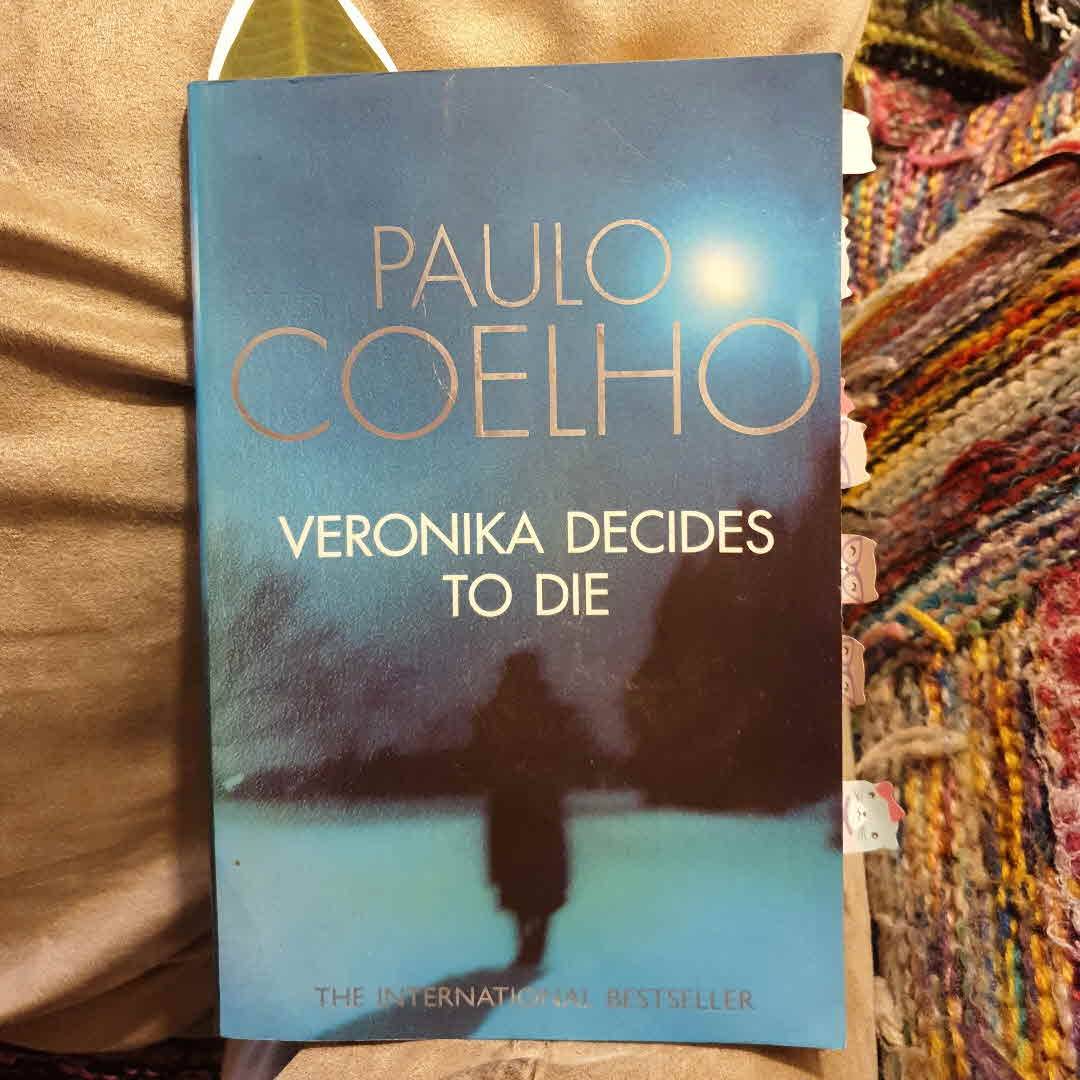 PAULO
COELHO
VERONIKA DECIDES
TO DIE
THE INTERNATIONAL BESTSELLER